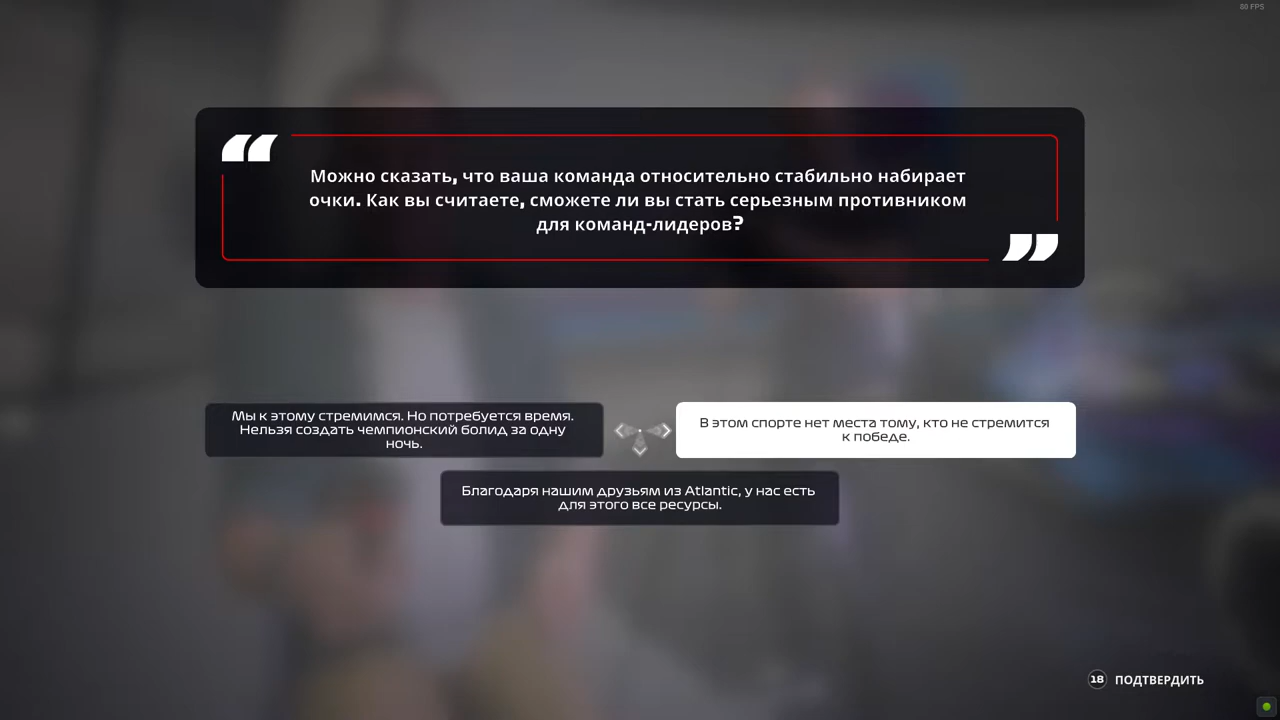 80 FPS
Можно сказать, что ваша команда относительно стабильно набирает
очки. Как вы считаете, сможете ли вы стать серьезным противником
для команд-лидеров?
Мы к этому стремимся. Но потребуется время.
Нельзя создать чемпионский болид за одну
ночь.
В этом спорте нет места тому, кто не стремится
к победе.
Благодаря нашим друзьям из Atlantic, у нас есть
для этого все ресурсы.
18 ПОДТВЕРДИТЬ